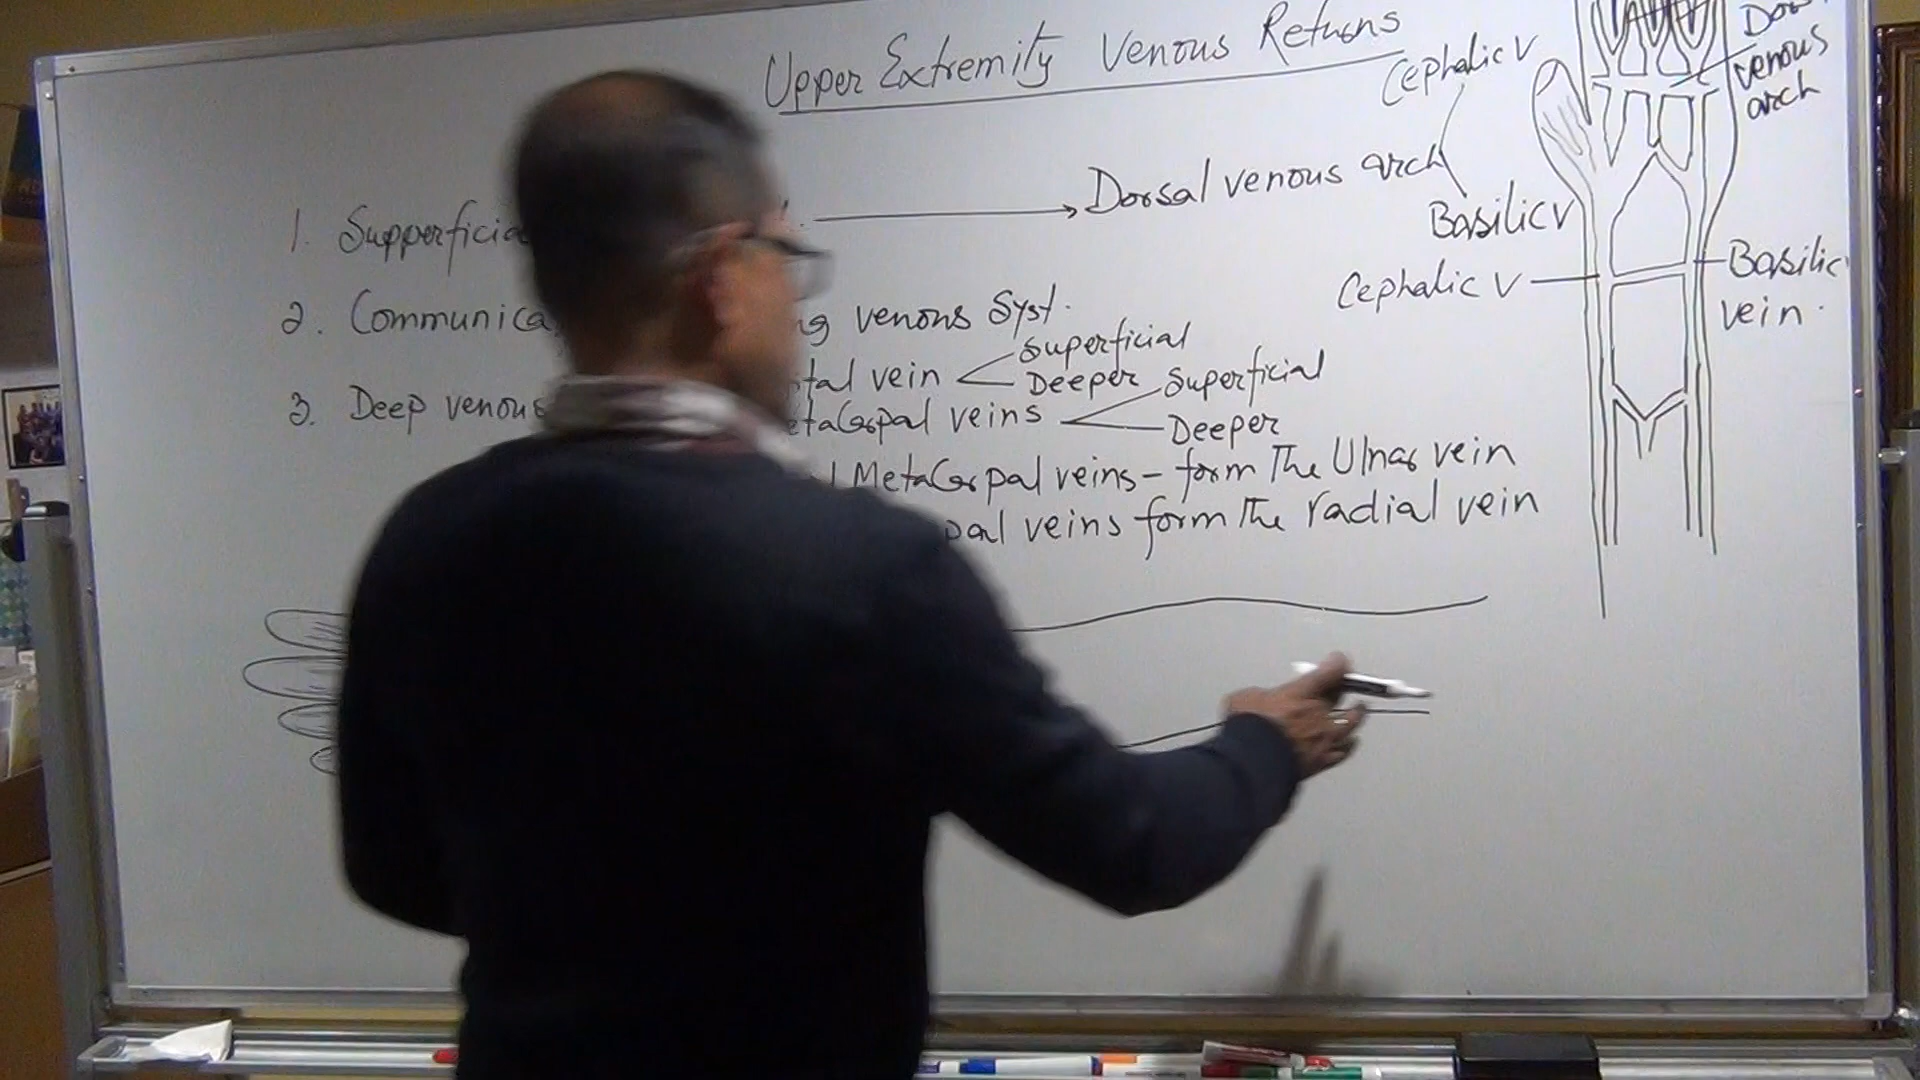 Upper Extremity Venous Returns
1. Supperficia
Dorsal venous arch
Cephalic V
Basilic V
2. Communica
ng venous Syst.
3. Deep venous
tal vein
Superficial
Deeper
etaCarpal veins
Superficial
Deeper
l MetaCarpal veins - form The Ulnar vein
pal veins form The radial vein
venous
arch
Cephalic V
Basilic
vein.